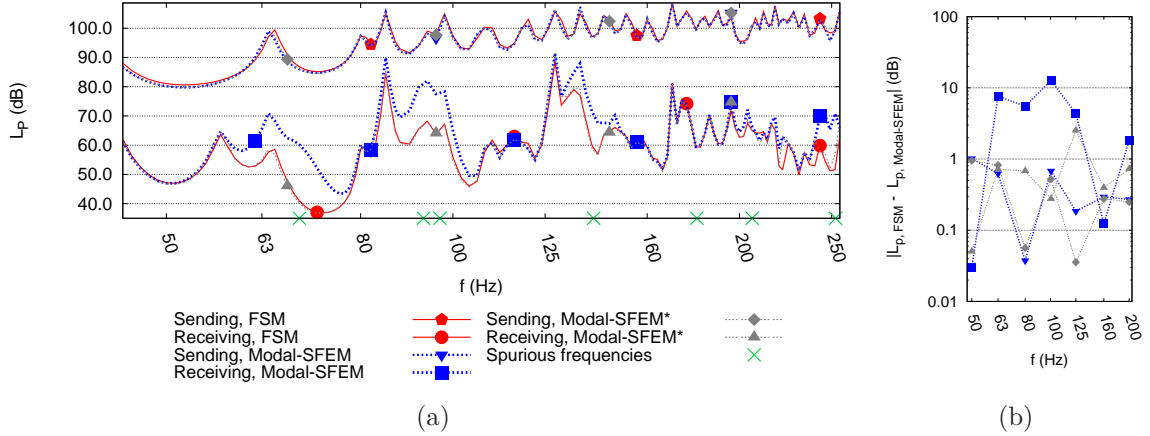 100.0
90.0
80.0
70.0
60.0
50.0
40.0
Lp (dB)
50
63
80
100
125
160
200
250
f (Hz)
Sending, FSM
Receiving, FSM
Sending, Modal-SFEM
Receiving, Modal-SFEM
Sending, Modal-SFEM*
Receiving, Modal-SFEM*
Spurious frequencies
(a)
100
10
1
0.1
0.01
|Lp, FSM - Lp, Modal-SFEM| (dB)
50
63
80
100
125
160
200
f (Hz)
(b)